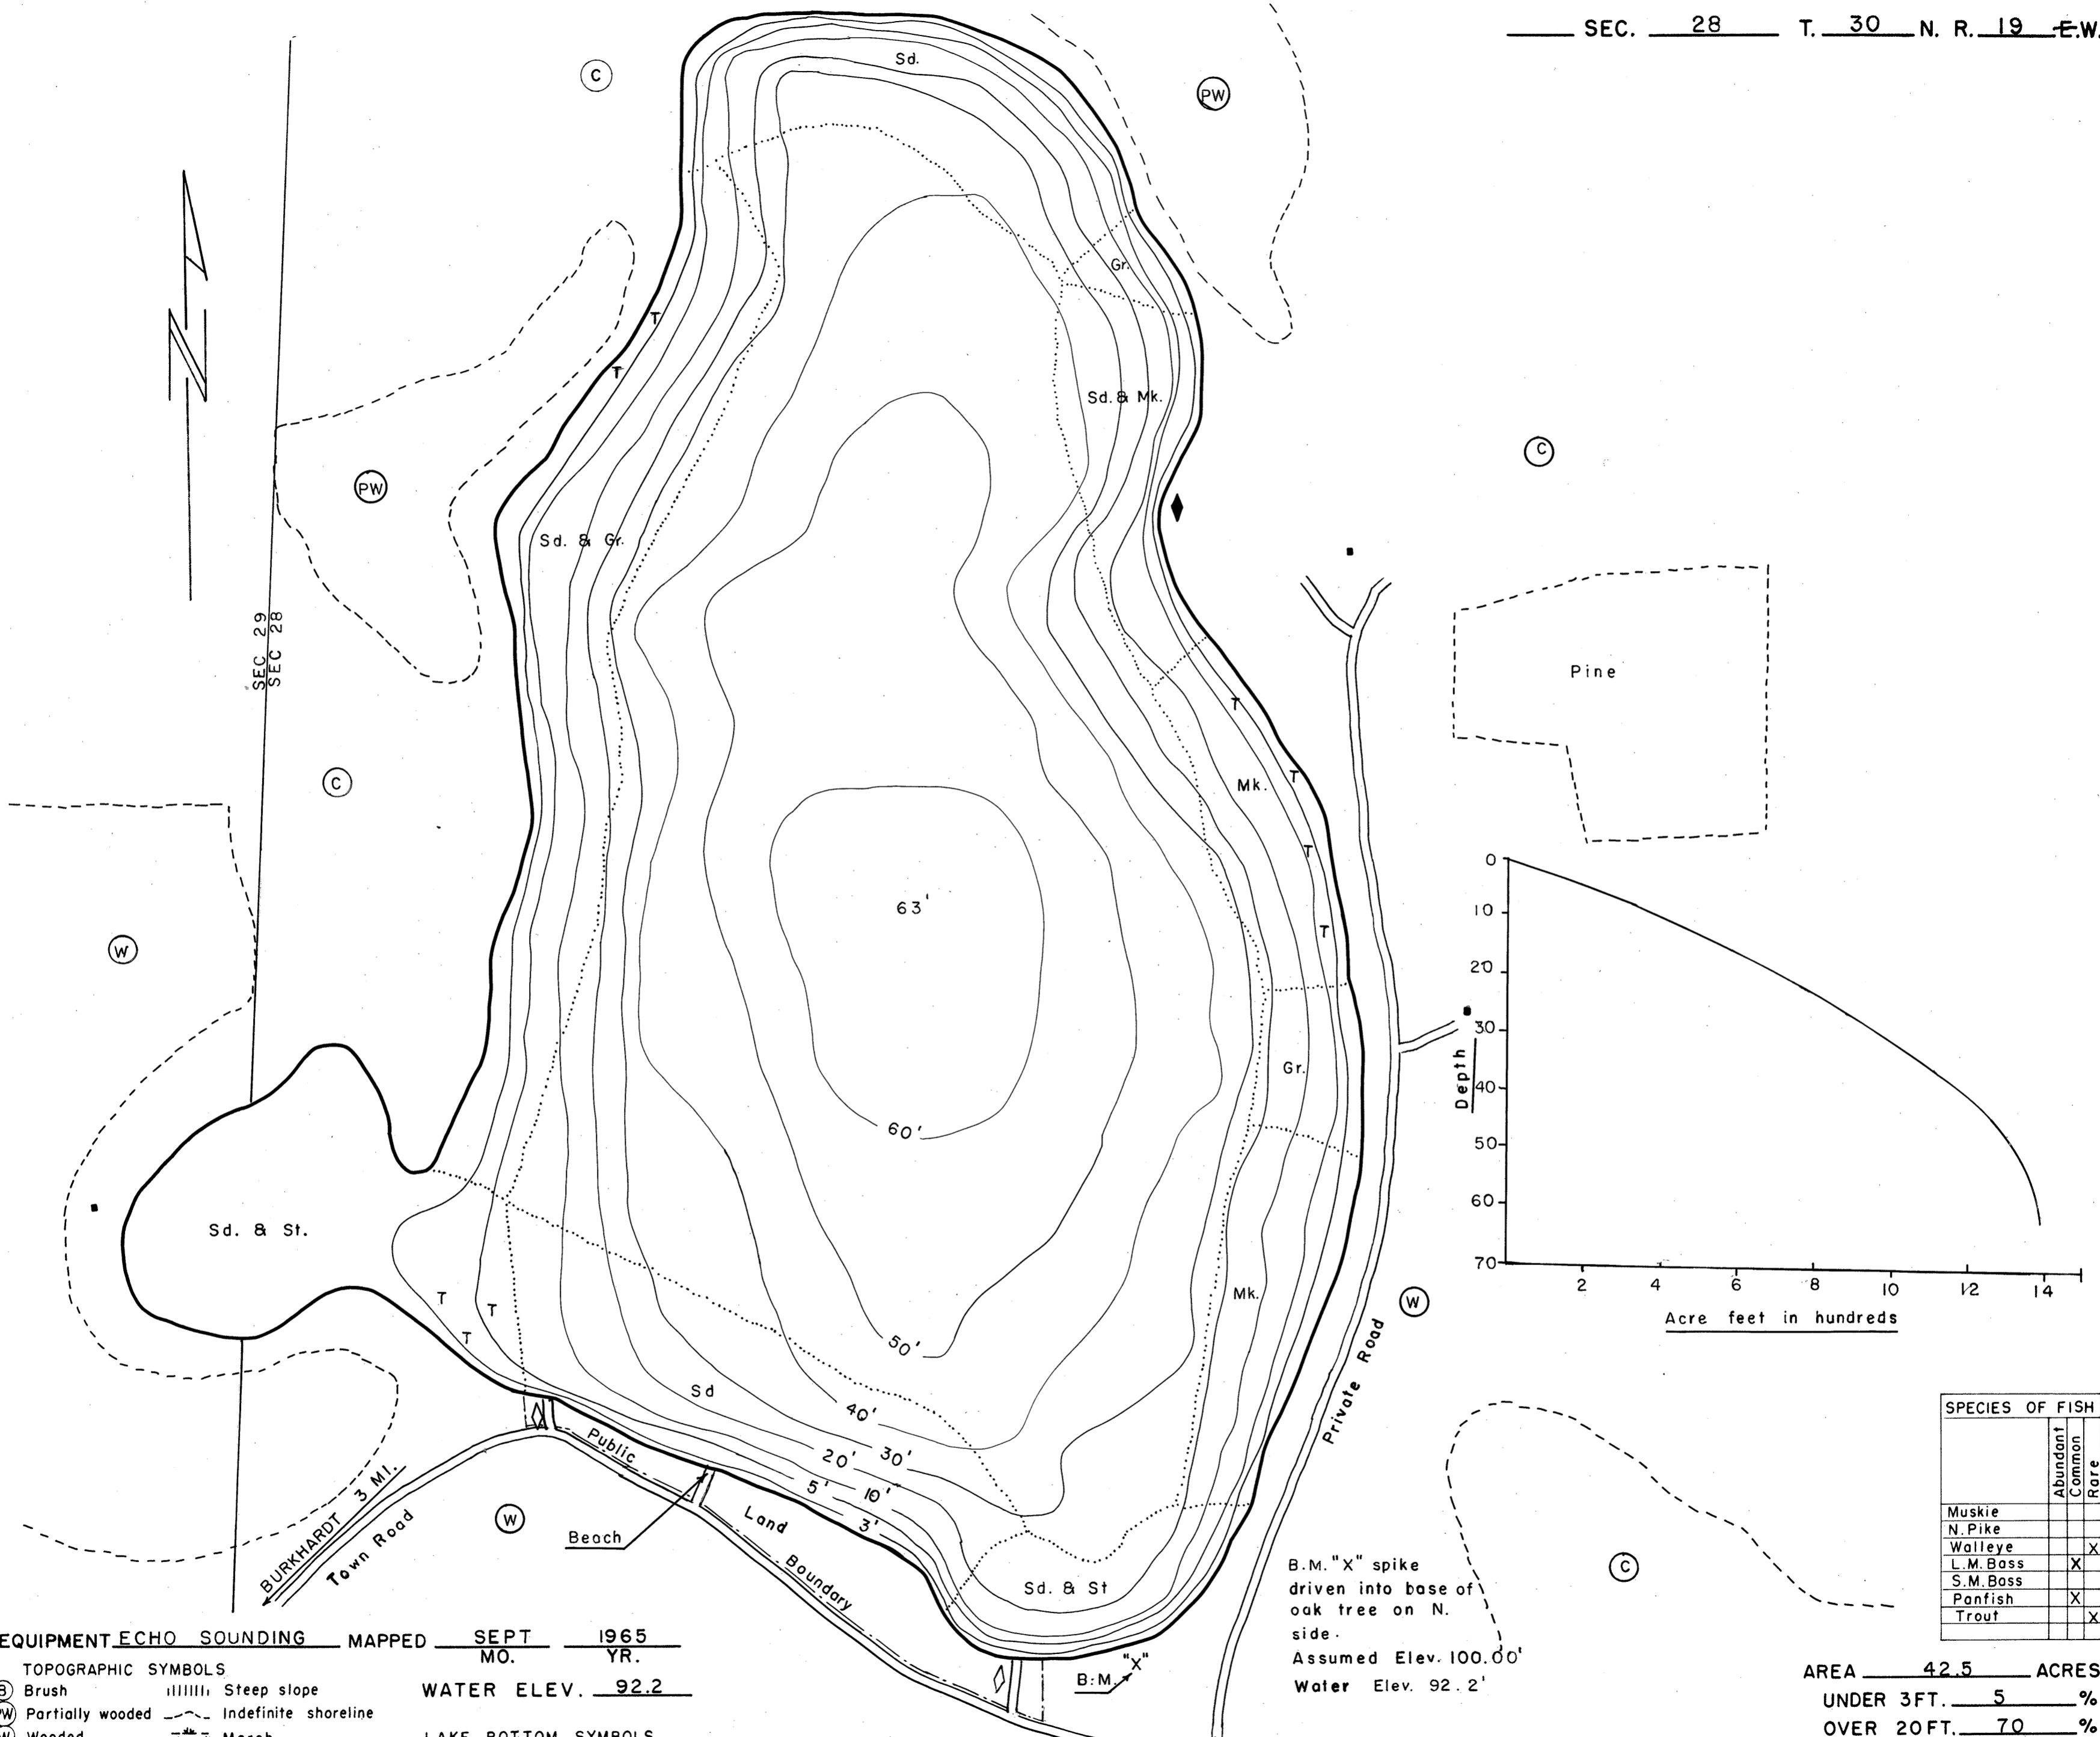 SEC. 28 T. 30 N. R. 19 E.W.
C
Sd.
PW
Gr.
T
T
Sd. & Mk.
C
PW
Sd. & Gr.
SEC 29
SEC 28
Pine
T
C
T
Mk.
T
63'
W
T
Gr.
60'
Sd. & St.
Mk.
W
T
T
T
50'
Sd
40'
30'
20'
10'
5'
3'
Public
Land
Boundary
Beach
W
BURKHARDT 3 MI.
Town Road
Private Road
Sd. & St
C
0
10
20
30
40
50
60
70
Depth
2 4 6 8 10 12 14
Acre feet in hundreds
SPECIES OF FISH
Abundant
Common
Rare
Muskie
N. Pike
Walleye X
L.M. Bass X
S.M. Bass
Panfish X
Trout X
B.M. "X" spike
driven into base of
oak tree on N.
side.
Assumed Elev. 100.00'
Water Elev. 92.2'
B.M. "X"
EQUIPMENT ECHO SOUNDING MAPPED SEPT 1965
MO. YR.
TOPOGRAPHIC SYMBOLS
B Brush Steep slope
PW Partially wooded Indefinite shoreline
W Wooded Marsh
WATER ELEV. 92.2
LAKE BOTTOM SYMBOLS
AREA 42.5 ACRES
UNDER 3 FT. 5 %
OVER 20 FT. 70 %
N